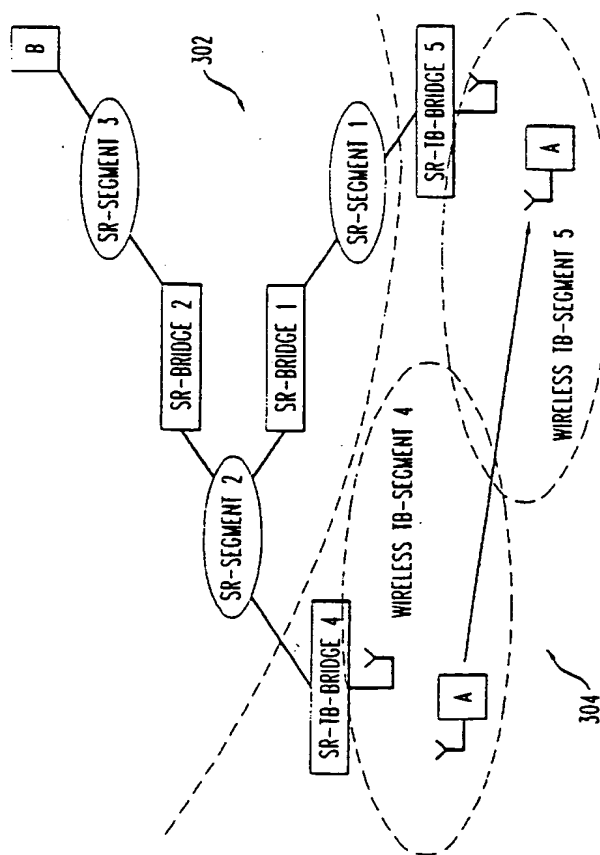 B
SR-SEGMENT 3
302
SR-BRIDGE 2
SR-SEGMENT 1
SR-TB-BRIDGE 5
SR-BRIDGE 1
A
SR-SEGMENT 2
WIRELESS TB-SEGMENT 5
WIRELESS TB-SEGMENT 4
SR-TB-BRIDGE 4
A
304